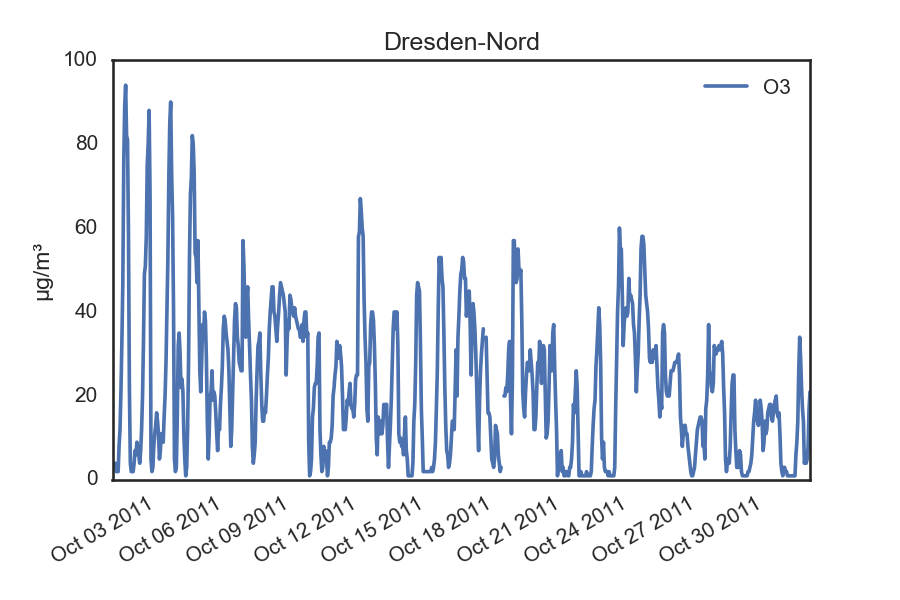 Dresden-Nord
100
80
60
40
20
0
µg/m³
O3
Oct 03 2011
Oct 06 2011
Oct 09 2011
Oct 12 2011
Oct 15 2011
Oct 18 2011
Oct 21 2011
Oct 24 2011
Oct 27 2011
Oct 30 2011